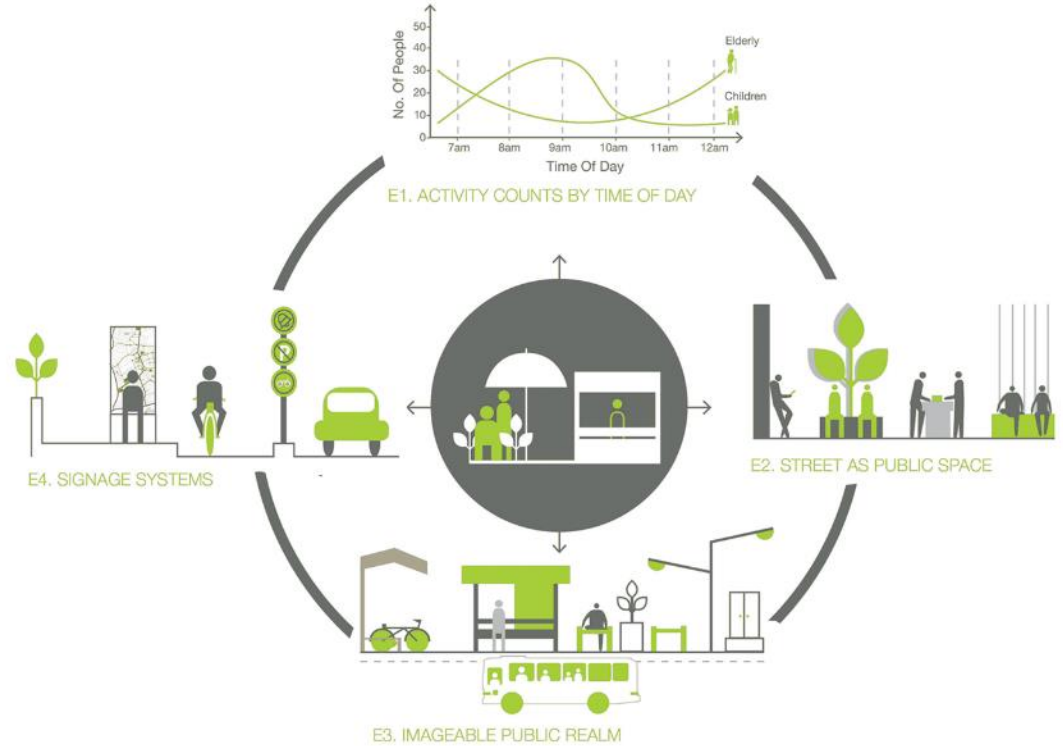 50
40
30
20
10
0
No. Of People
Elderly
Children
7am 8am 9am 10am 11am 12am
Time Of Day
E1. ACTIVITY COUNTS BY TIME OF DAY
E4. SIGNAGE SYSTEMS
E2. STREET AS PUBLIC SPACE
E3. IMAGEABLE PUBLIC REALM